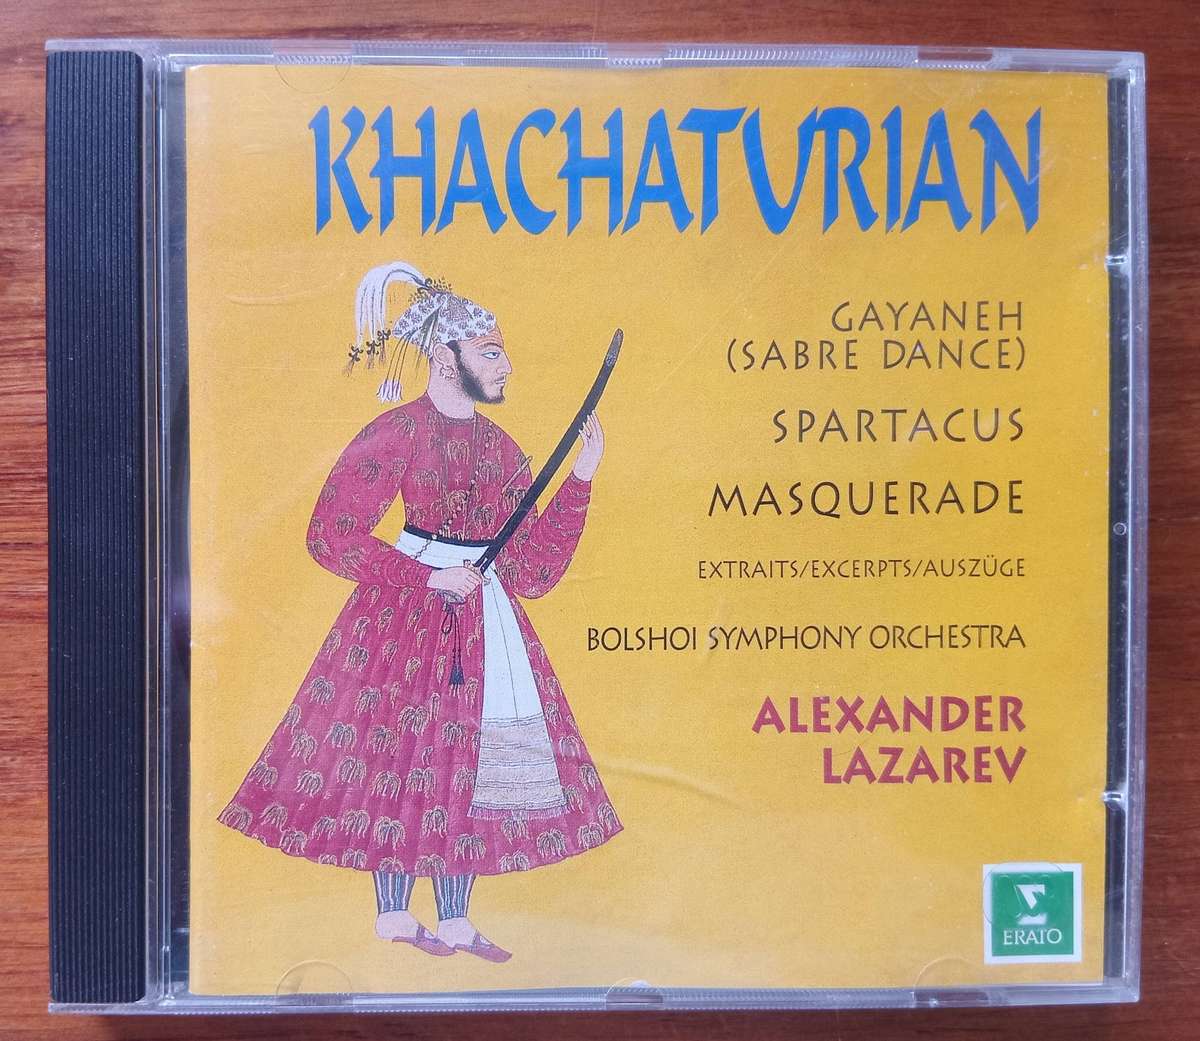 KHACHATURIAN
GAYANEH
(SABRE DANCE)
SPARTACUS
MASQUERADE
EXTRAITS/EXCERPTS/AUSZÜGE
BOLSHOI SYMPHONY ORCHESTRA
ALEXANDER
LAZAREV
ERATO